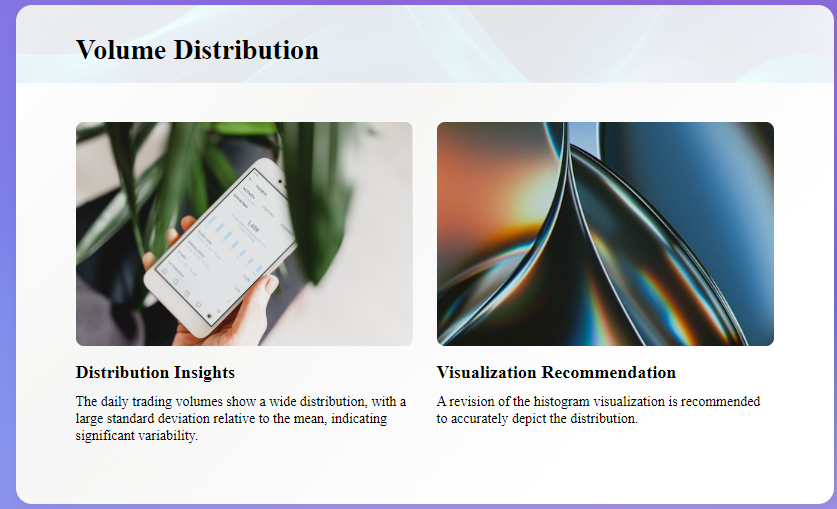 Volume Distribution
Distribution Insights
The daily trading volumes show a wide distribution, with a
large standard deviation relative to the mean, indicating
significant variability.
Visualization Recommendation
A revision of the histogram visualization is recommended
to accurately depict the distribution.